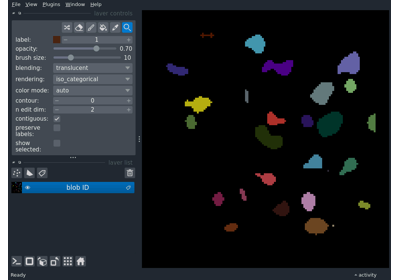 File View Plugins Window Help
layer controls
label: 1
opacity: 0.70
brush size: 10
blending: translucent
rendering: iso_categorical
color mode: auto
contour: 0
n edit dim: 2
contiguous:
preserve
labels:
show
selected:
layer list
blob ID
Ready
activity